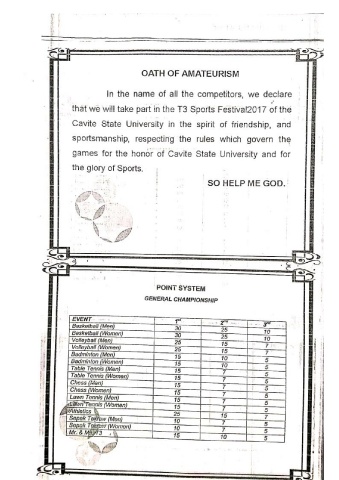 OATH OF AMATEURISM
In the name of all the competitors, we declare
that we will take part in the T3 Sports Festival2017 of the
Cavite State University in the spirit of friendship, and
sportsmanship, respecting the rules which govern the
games for the honor of Cavite State University and for
the glory of Sports.
SO HELP ME GOD.
POINT SYSTEM
GENERAL CHAMPIONSHIP
EVENT 1st 2nd 3rd
Basketball (Men) 30 25 10
Basketball (Women) 30 25 10
Volleyball (Men) 25 15 7
Volleyball (Women) 25 15 7
Badminton (Men) 15 10 5
Badminton (Women) 15 10 5
Table Tennis (Men) 15 7 5
Table Tennis (Women) 15 7 5
Chess (Men) 15 7 5
Chess (Women) 15 7 5
Lawn Tennis (Men) 15 7 5
Lawn Tennis (Women) 15 7 5
Athletics 25 15 7
Sepak Takraw (Men) 10 7 5
Sepak Takraw (Women) 10 7 5
Mr. & Ms. T3 15 10 5